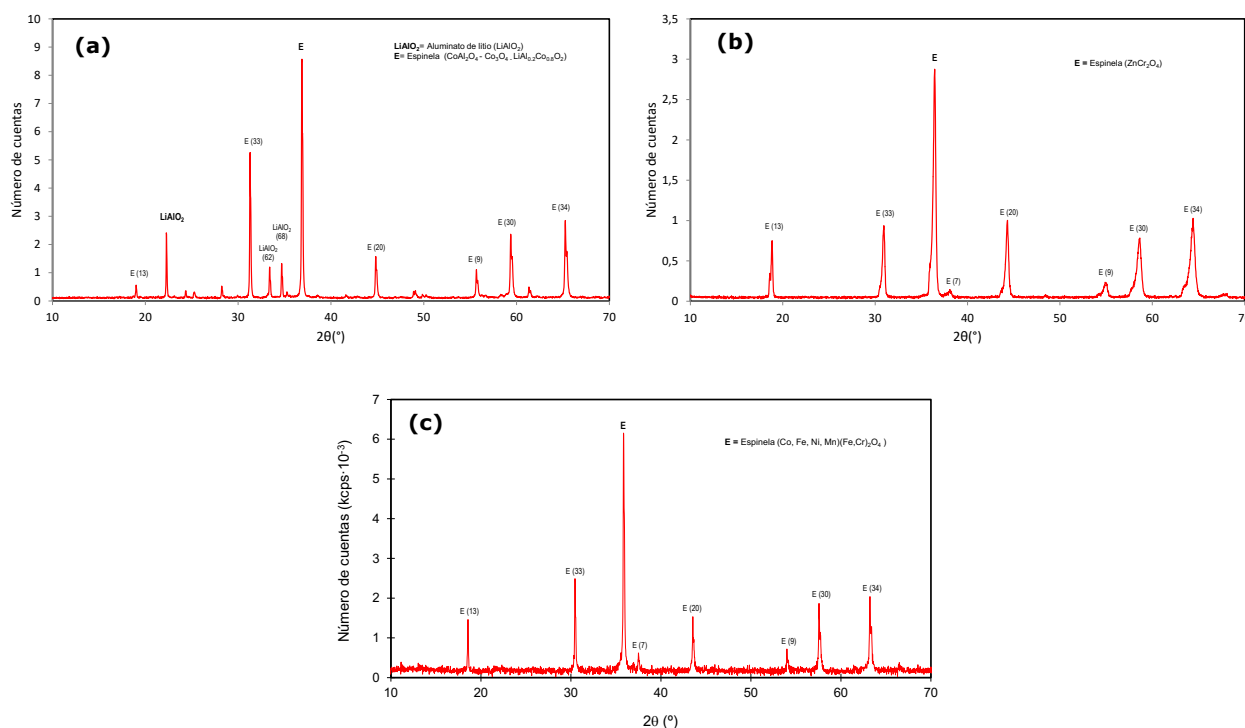 (a)
LiAlO2= Aluminato de litio (LiAlO2)
E= Espinela (CoAl2O4 - Co3O4 , LiAl0.2Co0.8O2)
Número de cuentas
10
9
8
7
6
5
4
3
2
1
0
E (13)
LiAlO2
E (33)
LiAlO2
(62)
LiAlO2
(68)
E
E (20)
E (9)
E (30)
E (34)
10 20 30 40 50 60 70
2θ(°)
(b)
E = Espinela (ZnCr2O4)
Número de cuentas
3,5
3
2,5
2
1,5
1
0,5
0
E (13)
E (33)
E
E (7)
E (20)
E (9)
E (30)
E (34)
10 20 30 40 50 60 70
2θ(°)
(c)
E = Espinela (Co, Fe, Ni, Mn)(Fe,Cr)2O4 )
Número de cuentas (kcps·10-3)
7
6
5
4
3
2
1
0
E (13)
E (33)
E
E (7)
E (20)
E (9)
E (30)
E (34)
10 20 30 40 50 60 70
2θ (º)